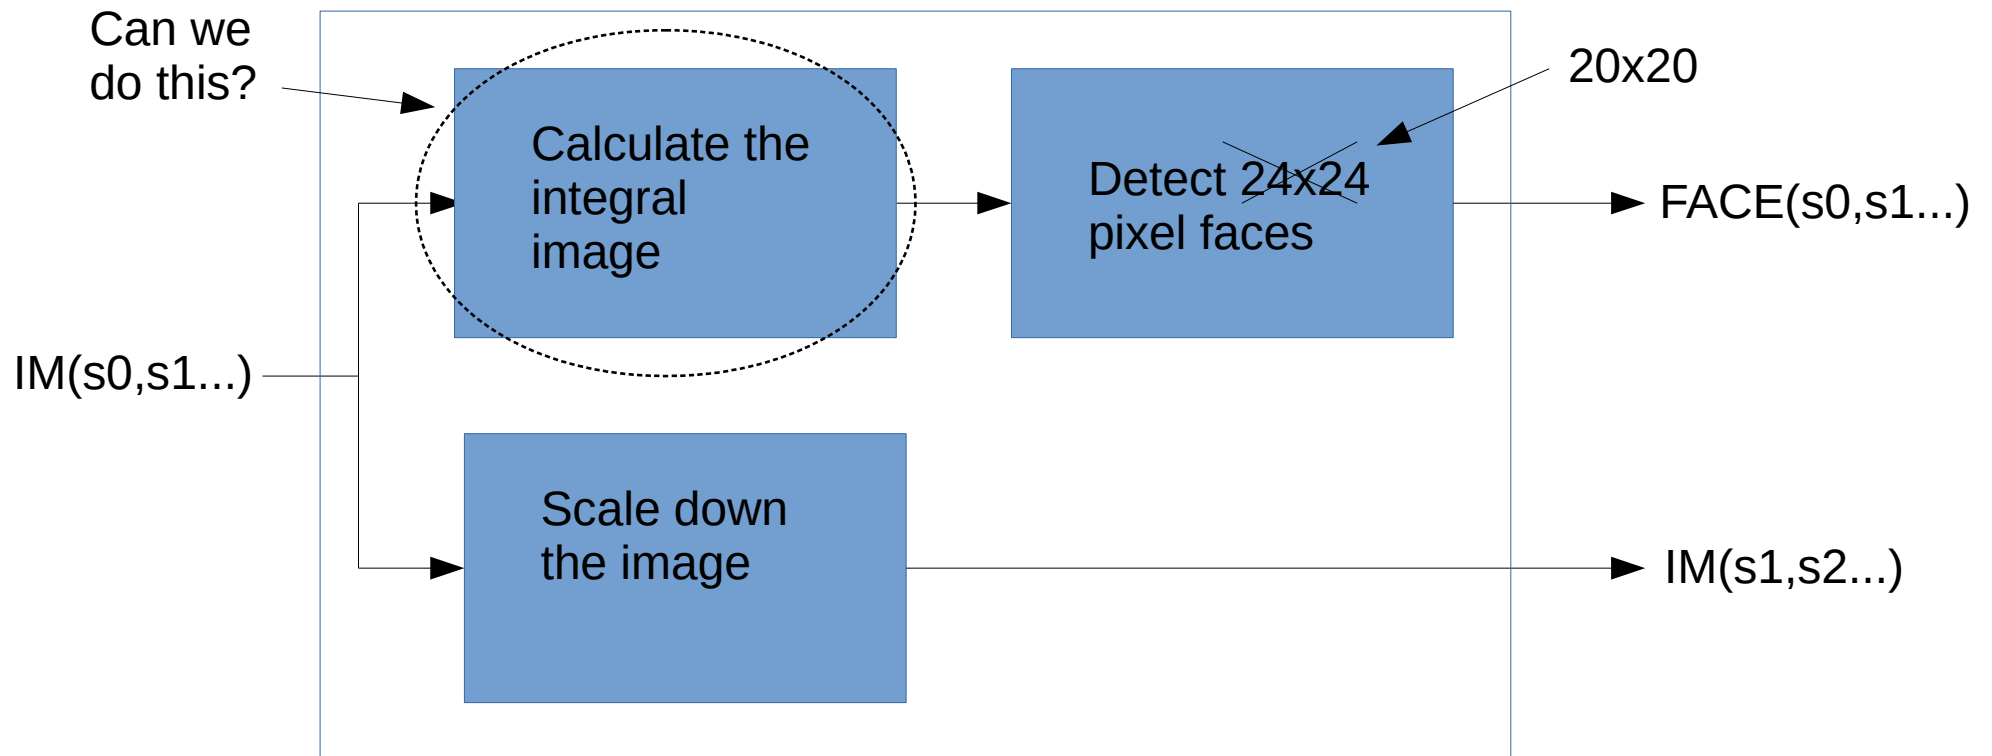 Can we
do this?
20x20
Calculate the
integral
image
Detect 24x24
pixel faces
FACE(s0,s1...)
IM(s0,s1...)
Scale down
the image
IM(s1,s2...)